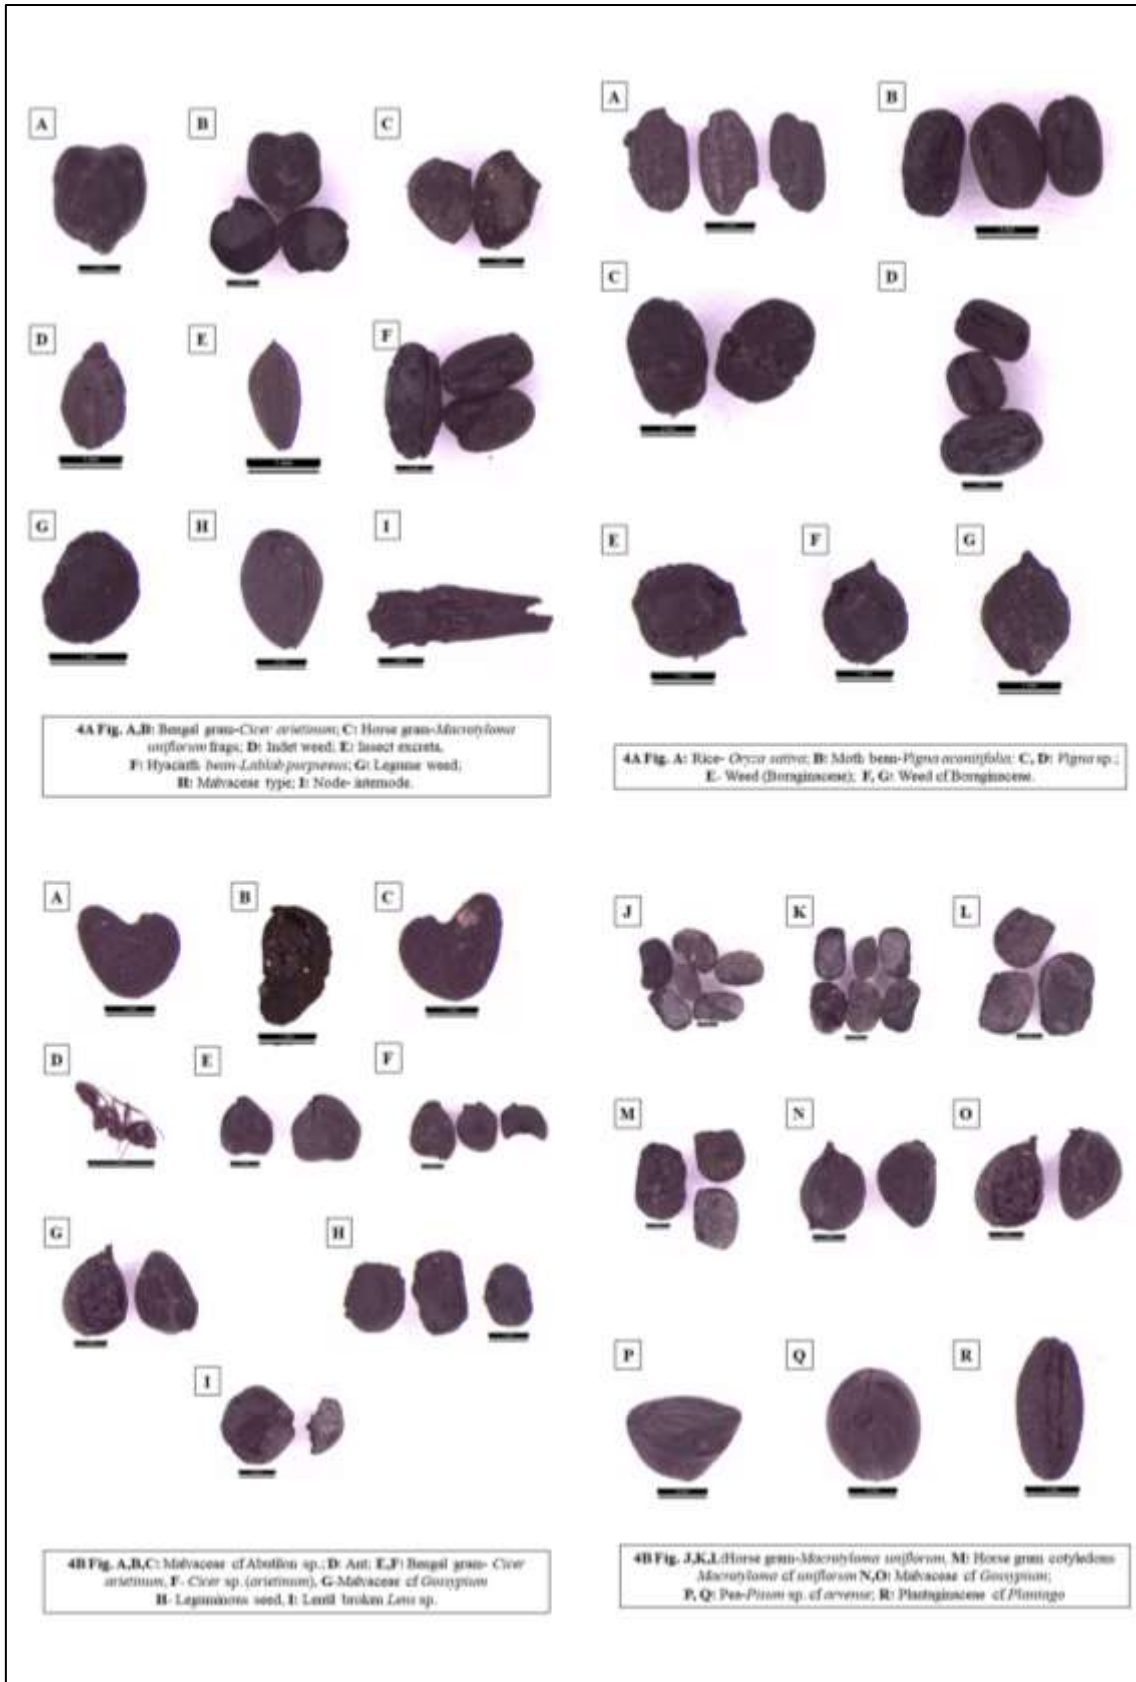 A
B
C
D
E
F
G
H
I
4A Fig. A,B: Bengal gram-Cicer arietinum; C: Horse gram-Macrotyloma
uniflorum frags; D: Indet weed; E: Insect excreta,
F: Hyacinth bean-Lablab purpureus; G: Legume weed;
H: Malvaceae type; I: Node- internode.
A
B
C
D
E
F
G
4A Fig. A: Rice- Oryza sativa; B: Moth bean-Vigna aconitifolia; C, D: Vigna sp.;
E- Weed (Boraginaceae); F, G: Weed cf Boraginaceae.
A
B
C
D
E
F
G
H
I
4B Fig. A,B,C: Malvaceae cf Abutilon sp.; D: Ant; E,F: Bengal gram- Cicer
arietinum, F- Cicer sp. (arietinum), G-Malvaceae cf Gossypium
H- Leguminous seed, I: Lentil broken Lens sp.
J
K
L
M
N
O
P
Q
R
4B Fig. J,K,L:Horse gram-Macrotyloma uniflorum, M: Horse gram cotyledons
Macrotyloma cf uniflorum N,O: Malvaceae cf Gossypium;
P, Q: Pea-Pisum sp. cf arvense; R: Plantaginaceae cf Plantago